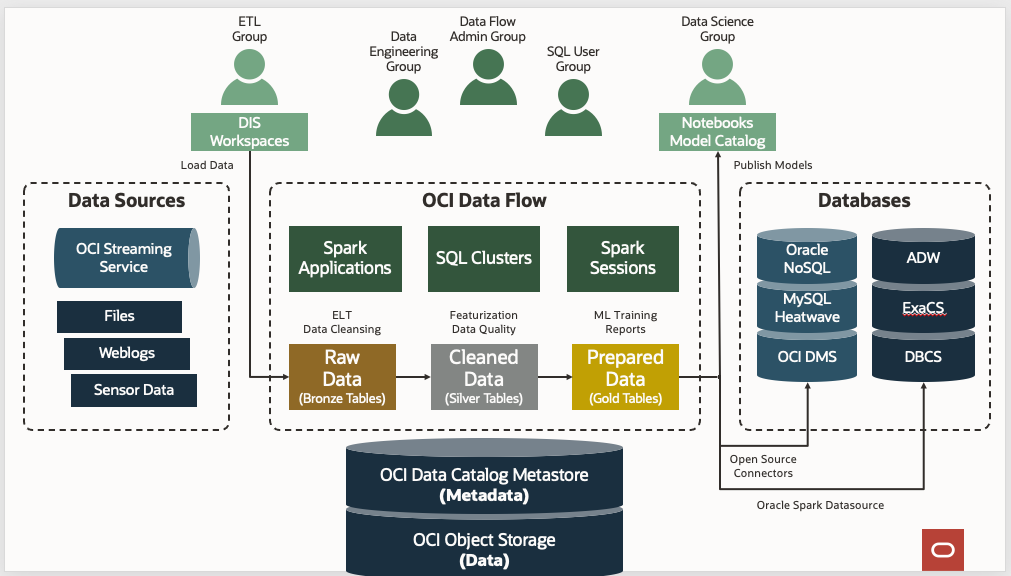 ETL
Group
Data
Engineering
Group
Data Flow
Admin Group
SQL User
Group
Data Science
Group
DIS
Workspaces
Notebooks
Model Catalog
Load Data
Publish Models
Data Sources
OCI Streaming
Service
Files
Weblogs
Sensor Data
OCI Data Flow
Spark
Applications
SQL Clusters
Spark
Sessions
ELT
Data Cleansing
Featurization
Data Quality
ML Training
Reports
Raw
Data
(Bronze Tables)
Cleaned
Data
(Silver Tables)
Prepared
Data
(Gold Tables)
Databases
Oracle
NoSQL
MySQL
Heatwave
OCI DMS
ADW
ExaCS
DBCS
Open Source
Connectors
Oracle Spark Datasource
OCI Data Catalog Metastore
(Metadata)
OCI Object Storage
(Data)